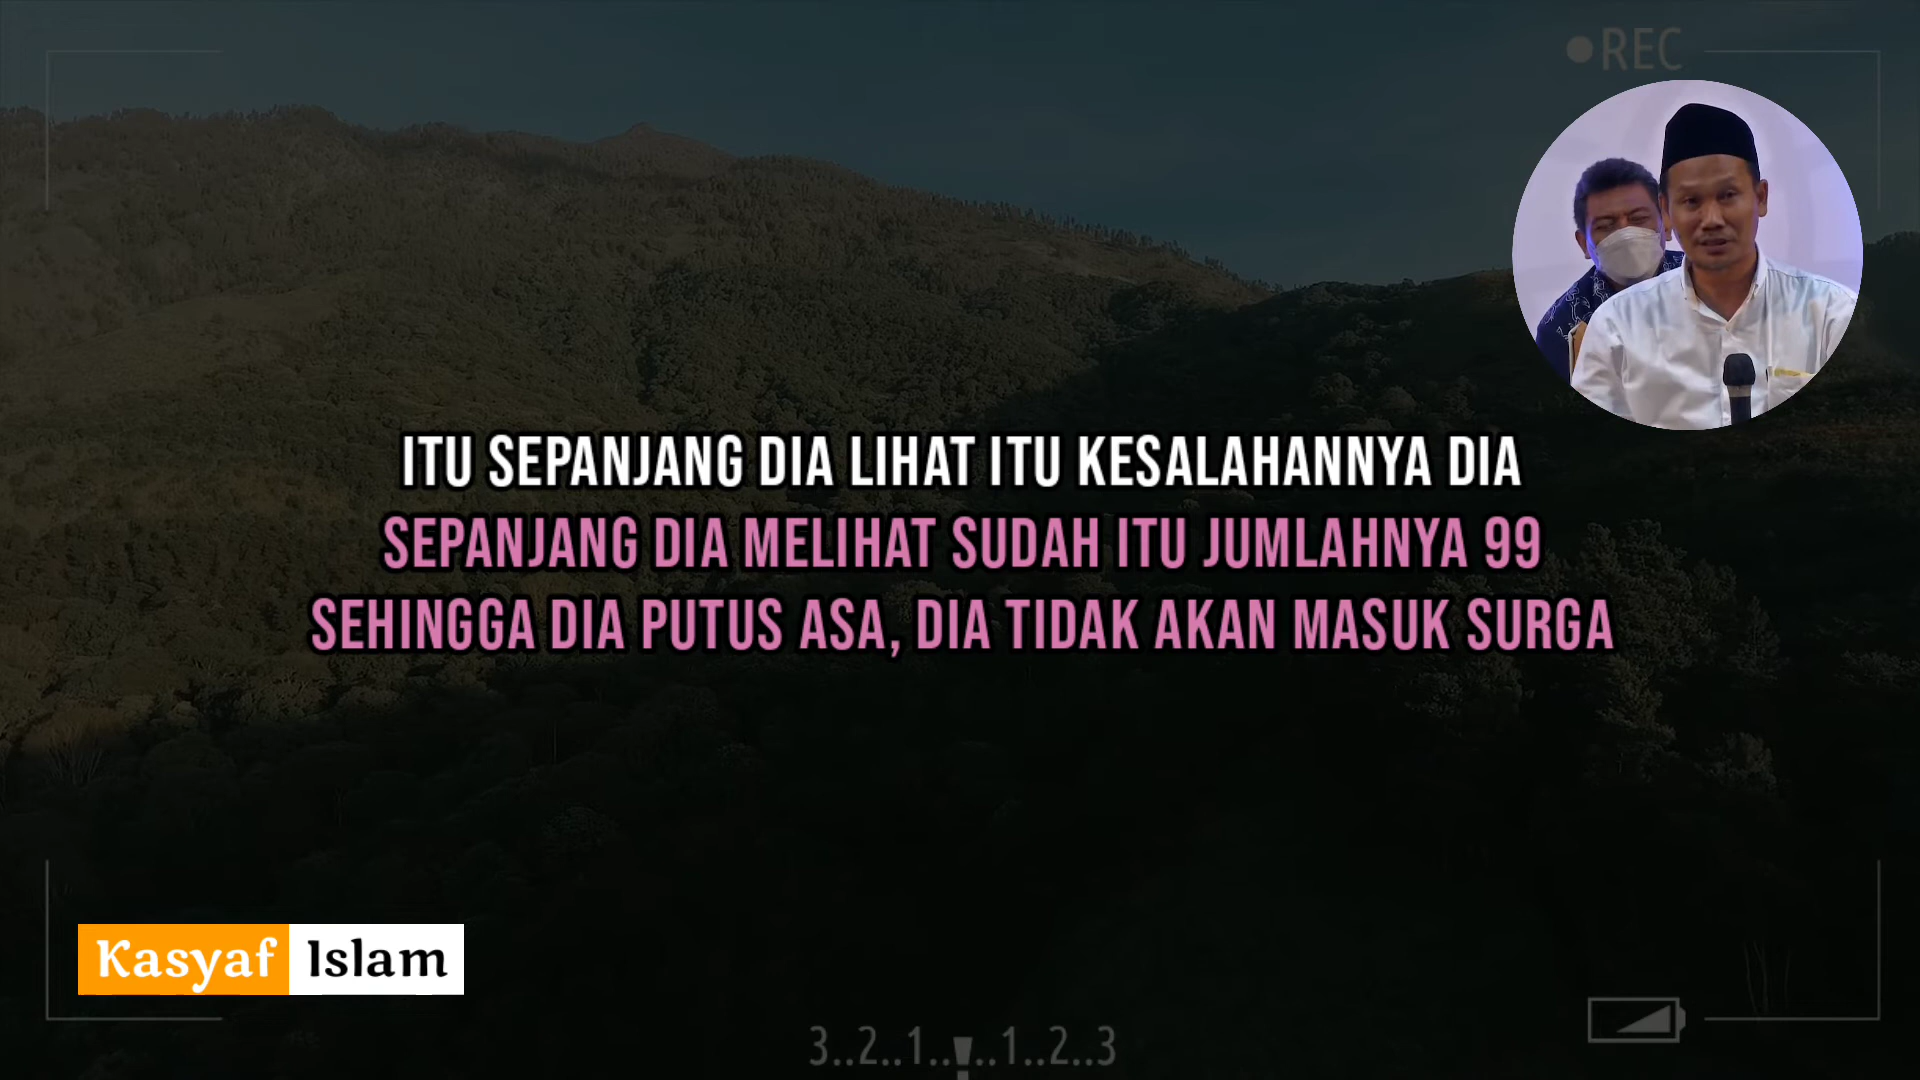 ●REC
ITU SEPANJANG DIA LIHAT ITU KESALAHANNYA DIA
SEPANJANG DIA MELIHAT SUDAH ITU JUMLAHNYA 99
SEHINGGA DIA PUTUS ASA, DIA TIDAK AKAN MASUK SURGA
Kasyaf Islam
3..2..1..!..1..2..3